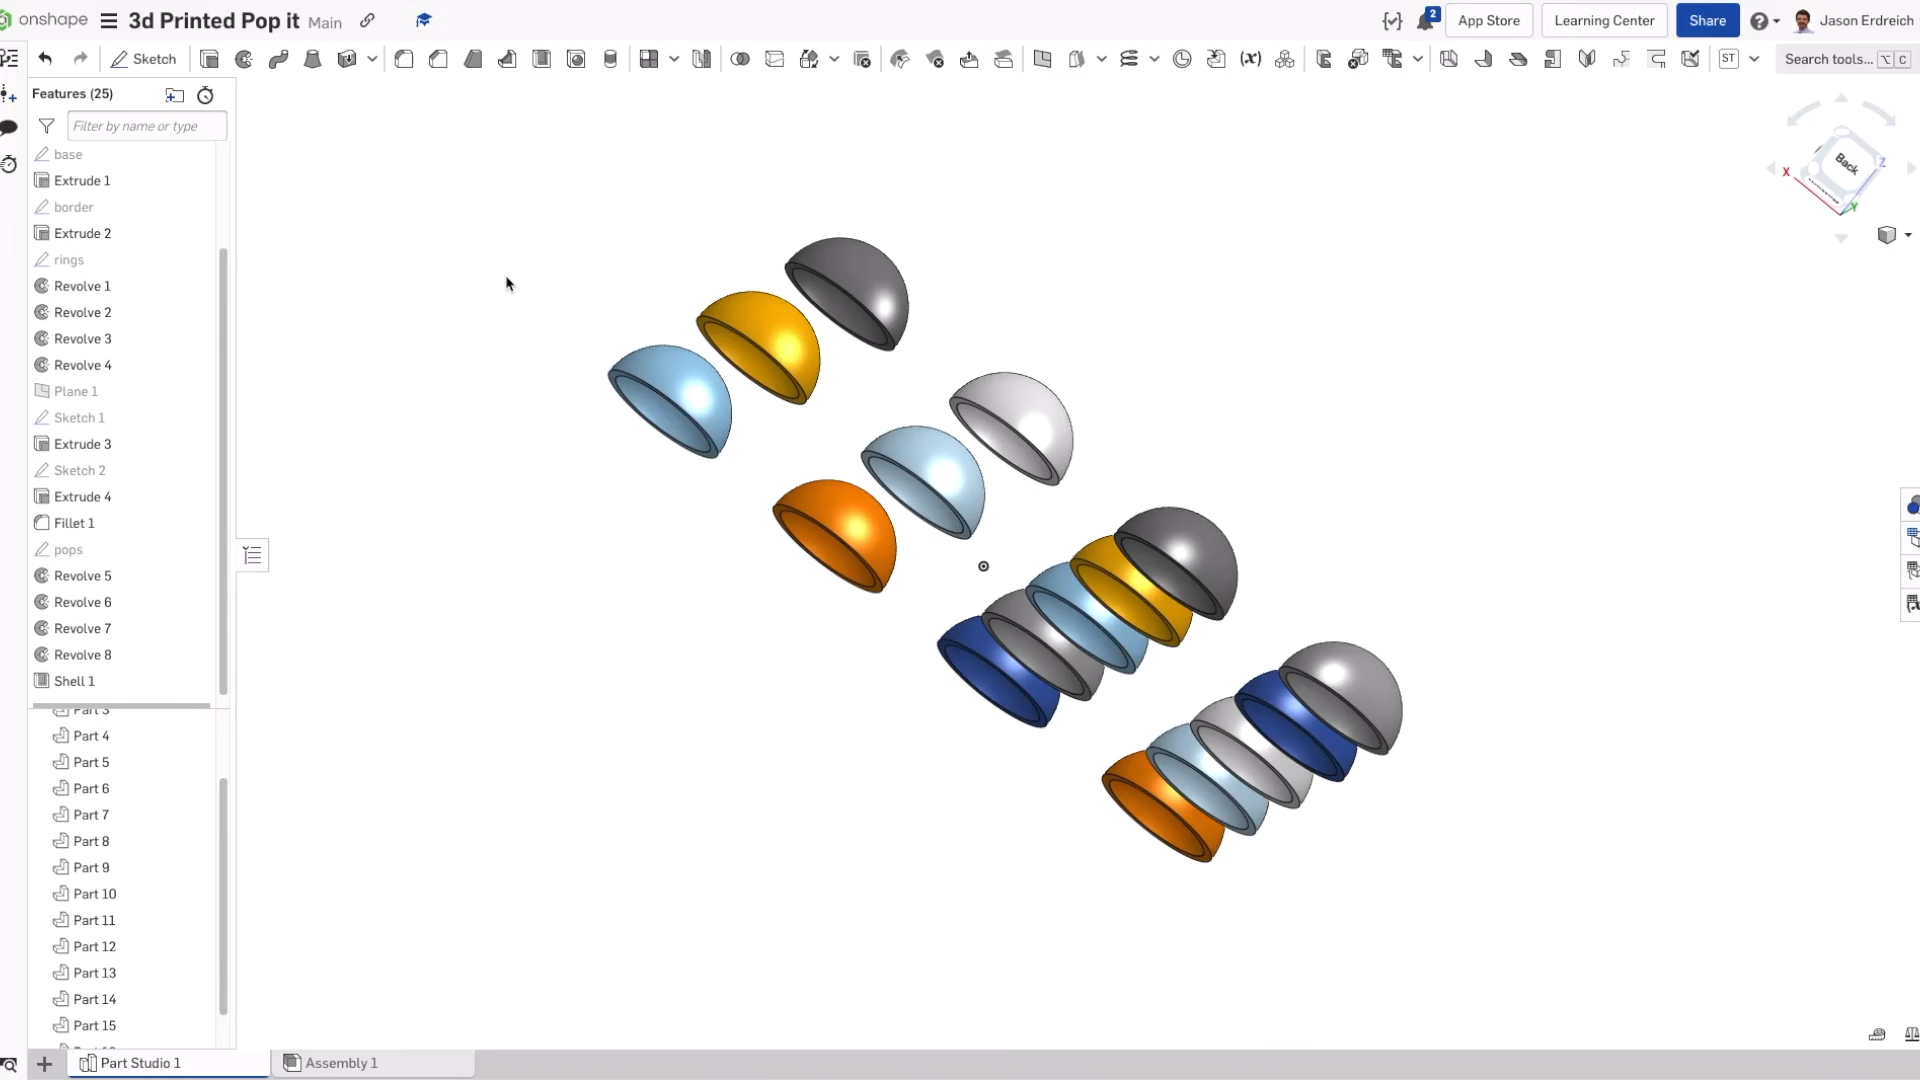 onshape 3d Printed Pop it Main 2 App Store Learning Center Share Jason Erdreich
Sketch (x) ST Search tools... ⌥ C
Features (25)
Filter by name or type
base
Extrude 1
border
Extrude 2
rings
Revolve 1
Revolve 2
Revolve 3
Revolve 4
Plane 1
Sketch 1
Extrude 3
Sketch 2
Extrude 4
Fillet 1
pops
Revolve 5
Revolve 6
Revolve 7
Revolve 8
Shell 1
Part 3
Part 4
Part 5
Part 6
Part 7
Part 8
Part 9
Part 10
Part 11
Part 12
Part 13
Part 14
Part 15
Back
X
Z
Y
Part Studio 1 Assembly 1